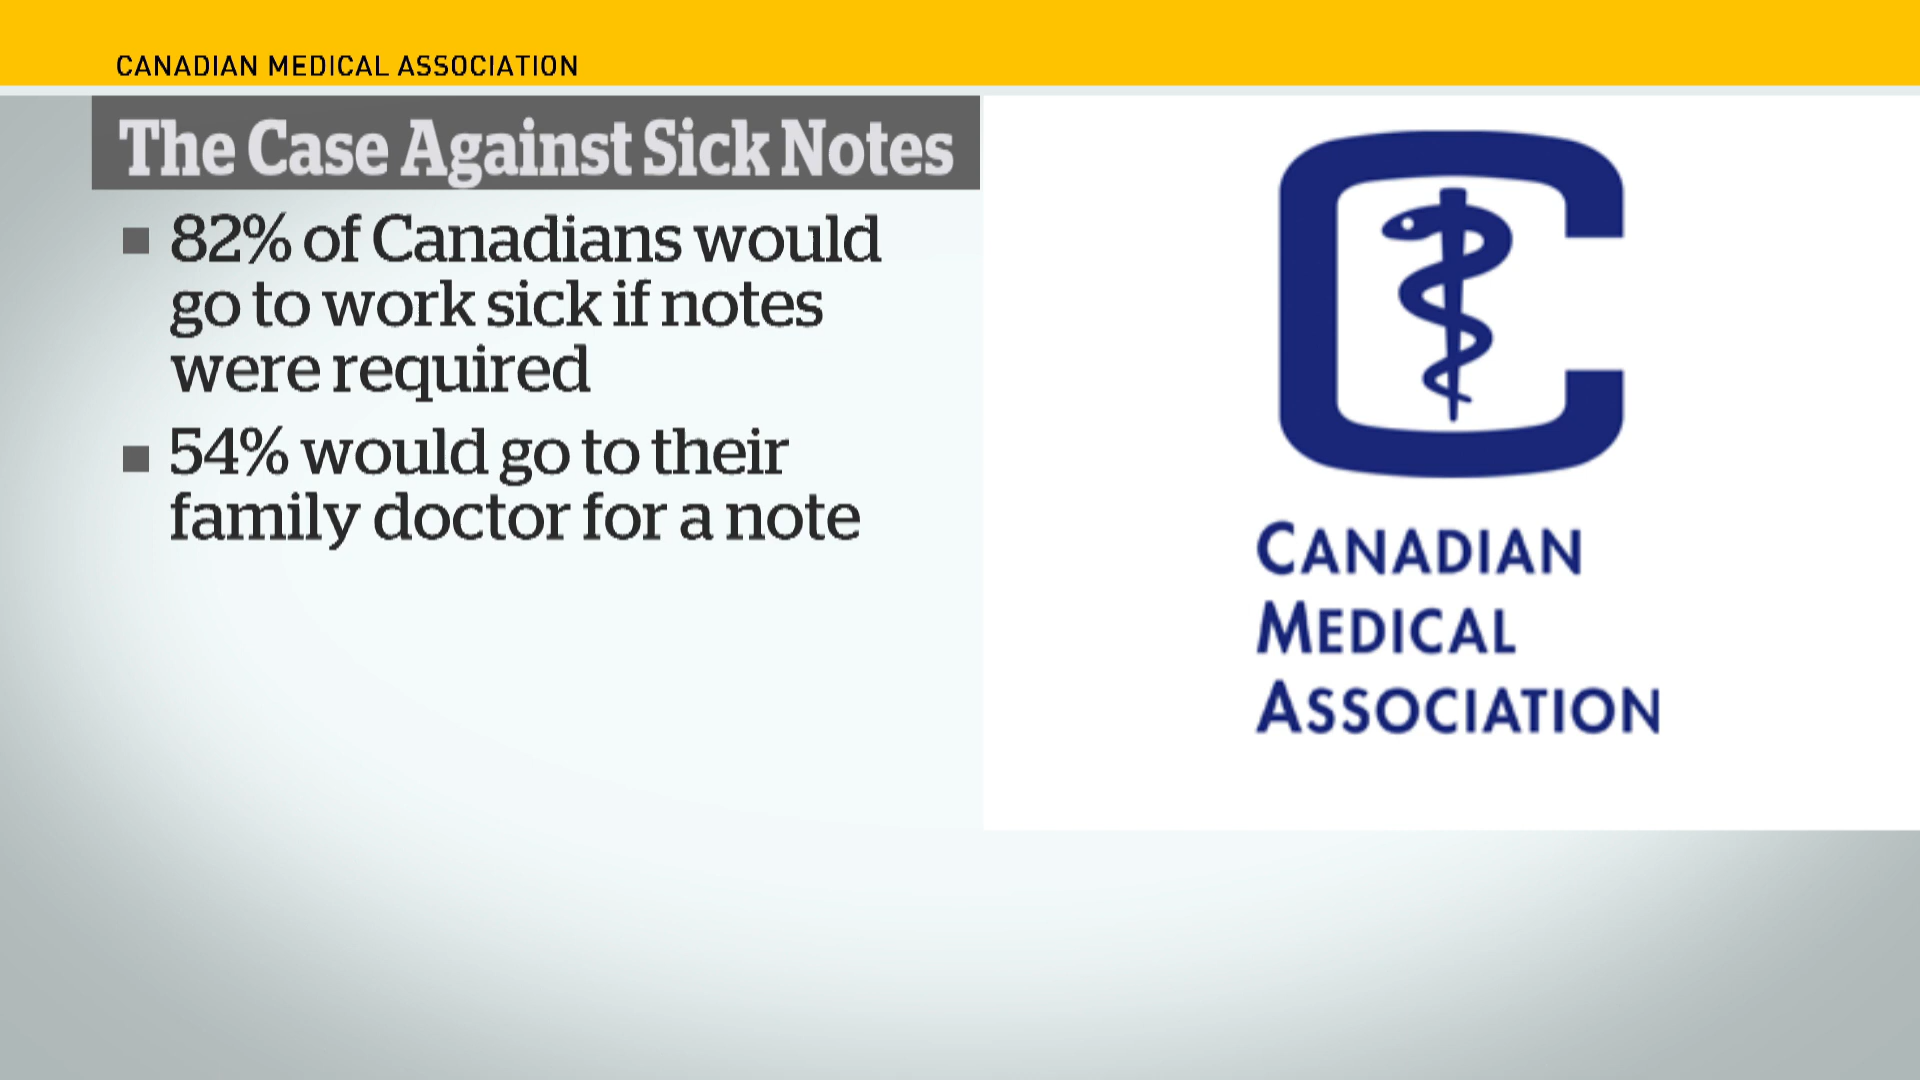 CANADIAN MEDICAL ASSOCIATION
The Case Against Sick Notes
82% of Canadians would
go to work sick if notes
were required
54% would go to their
family doctor for a note
CANADIAN
MEDICAL
ASSOCIATION